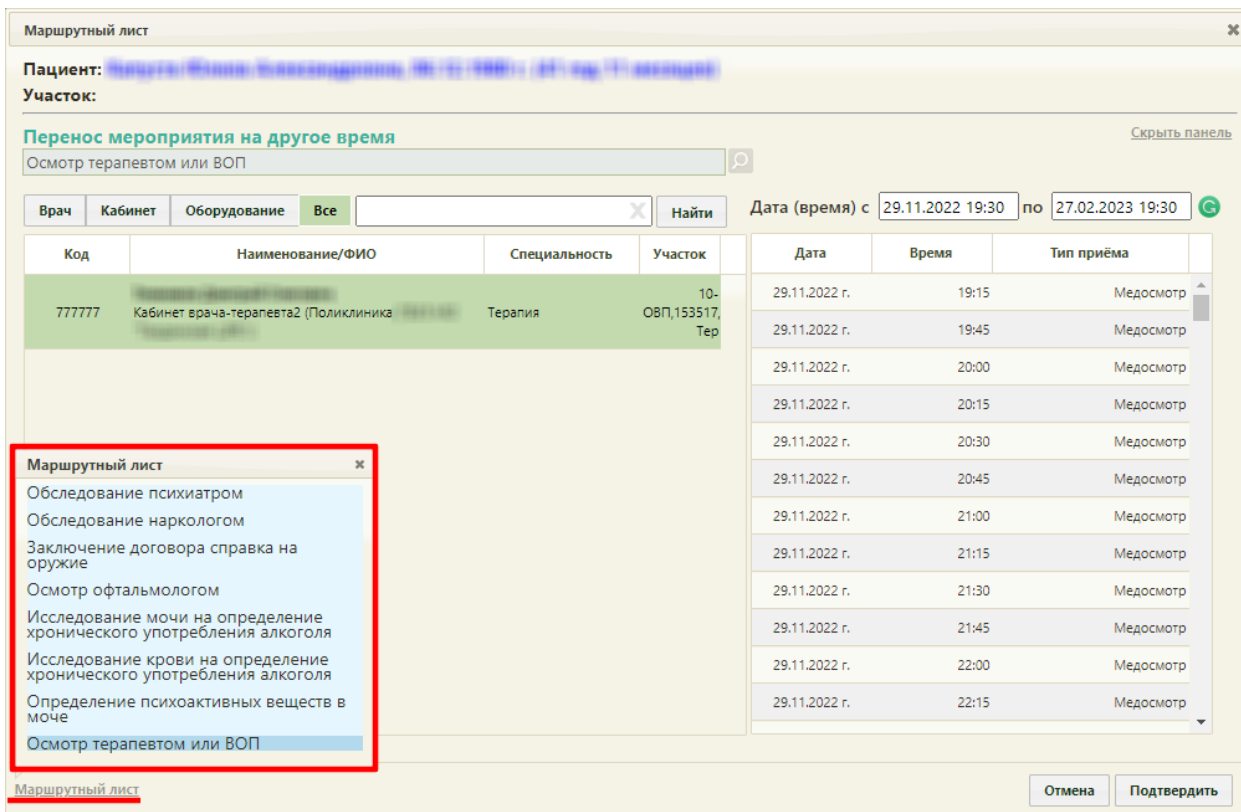 Маршрутный лист
Пациент:
Участок:
Перенос мероприятия на другое время
Скрыть панель
Осмотр терапевтом или ВОП
Врач Кабинет Оборудование Все Найти Дата (время) с 29.11.2022 19:30 по 27.02.2023 19:30
Код Наименование/ФИО Специальность Участок
777777 Кабинет врача-терапевта2 (Поликлиника Терапия 10-
ОВП,153517,
Тер
Дата Время Тип приёма
29.11.2022 г. 19:15 Медосмотр
29.11.2022 г. 19:45 Медосмотр
29.11.2022 г. 20:00 Медосмотр
29.11.2022 г. 20:15 Медосмотр
29.11.2022 г. 20:30 Медосмотр
29.11.2022 г. 20:45 Медосмотр
29.11.2022 г. 21:00 Медосмотр
29.11.2022 г. 21:15 Медосмотр
29.11.2022 г. 21:30 Медосмотр
29.11.2022 г. 21:45 Медосмотр
29.11.2022 г. 22:00 Медосмотр
29.11.2022 г. 22:15 Медосмотр
Маршрутный лист
Обследование психиатром
Обследование наркологом
Заключение договора справка на
оружие
Осмотр офтальмологом
Исследование мочи на определение
хронического употребления алкоголя
Исследование крови на определение
хронического употребления алкоголя
Определение психоактивных веществ в
моче
Осмотр терапевтом или ВОП
Маршрутный лист
Отмена Подтвердить